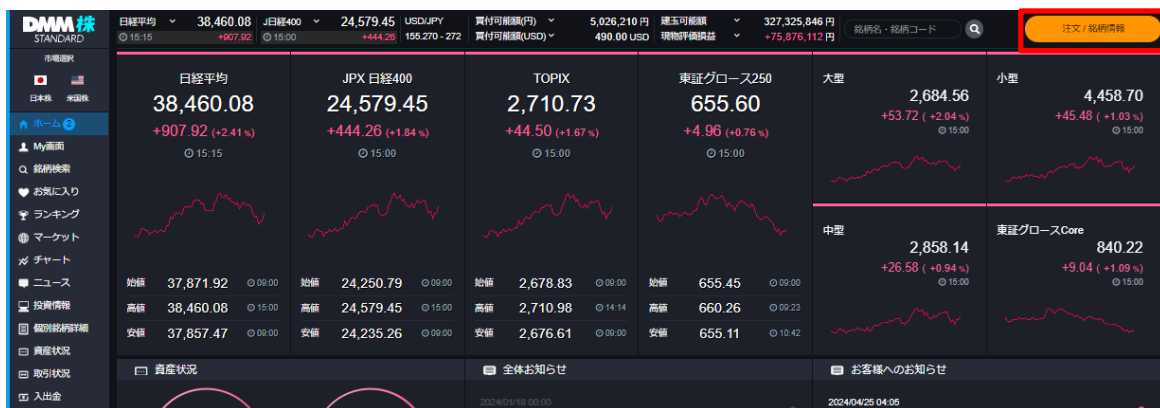 DMM株
STANDARD
日経平均 38,460.08
15:15 +907.92
J日経400 24,579.45
15:00 +444.26
USD/JPY
155.270 - 272
買付可能額(円) 5,026,210 円
買付可能額(USD) 490.00 USD
建玉可能額 327,325,846 円
現物評価損益 +75,876,112 円
銘柄名・銘柄コード
注文 / 銘柄情報
市場選択
日本株 米国株
ホーム 2
My画面
銘柄検索
お気に入り
ランキング
マーケット
チャート
ニュース
投資情報
個別銘柄詳細
資産状況
取引状況
入出金
日経平均
38,460.08
+907.92 (+2.41 %)
15:15
始値 37,871.92 09:00
高値 38,460.08 15:00
安値 37,857.47 09:00
JPX 日経400
24,579.45
+444.26 (+1.84 %)
15:00
始値 24,250.79 09:00
高値 24,579.45 15:00
安値 24,235.26 09:00
TOPIX
2,710.73
+44.50 (+1.67 %)
15:00
始値 2,678.83 09:00
高値 2,710.98 14:14
安値 2,676.61 09:00
東証グロース250
655.60
+4.96 (+0.76 %)
15:00
始値 655.45 09:00
高値 660.26 09:23
安値 655.11 10:42
大型
2,684.56
+53.72 ( +2.04 %)
15:00
小型
4,458.70
+45.48 ( +1.03 %)
15:00
中型
2,858.14
+26.58 ( +0.94 %)
15:00
東証グロースCore
840.22
+9.04 ( +1.09 %)
15:00
資産状況
全体お知らせ
2024/01/18 00:00
お客様へのお知らせ
2024/04/25 04:05